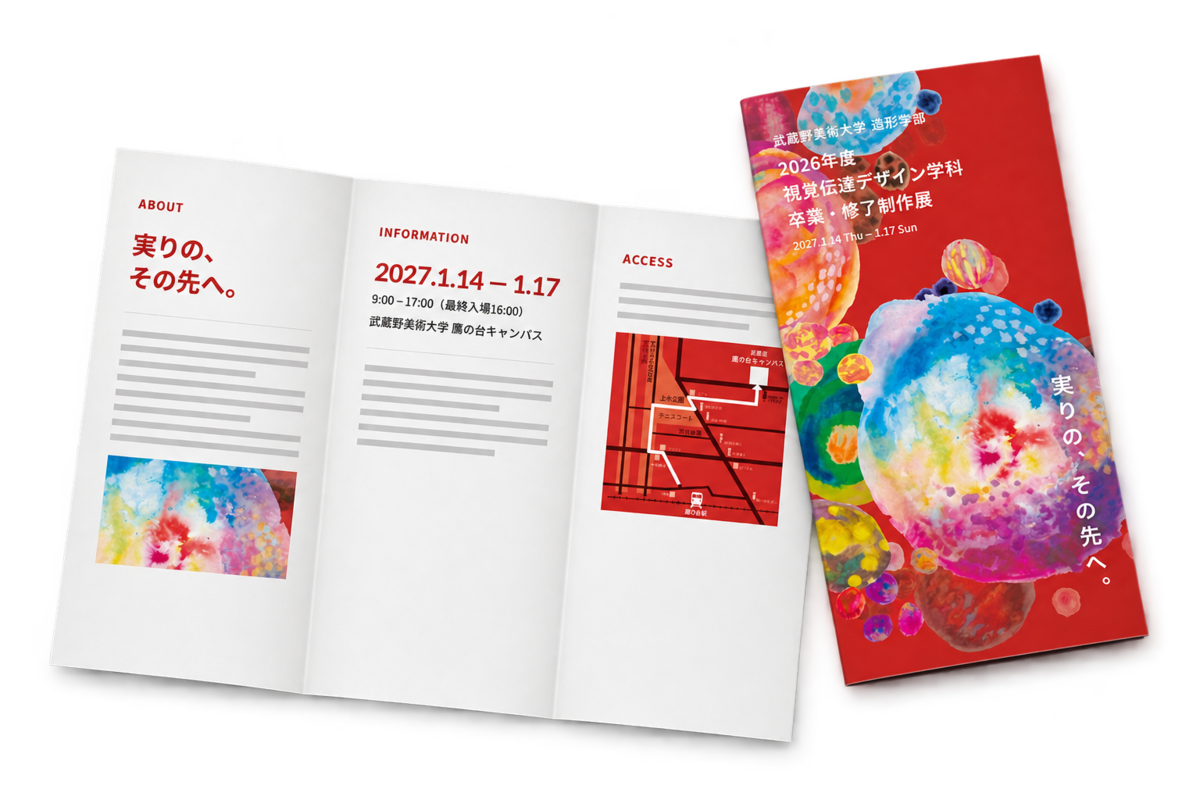 ABOUT
実りの、
その先へ。
INFORMATION
2027.1.14 — 1.17
9:00 – 17:00（最終入場16:00）
武蔵野美術大学 鷹の台キャンパス
ACCESS
鷹の台キャンパス
上水公園
テニスコート
鷹の台駅
武蔵野美術大学 造形学部
2026年度
視覚伝達デザイン学科
卒業・修了制作展
2027.1.14 Thu – 1.17 Sun
実りの、その先へ。